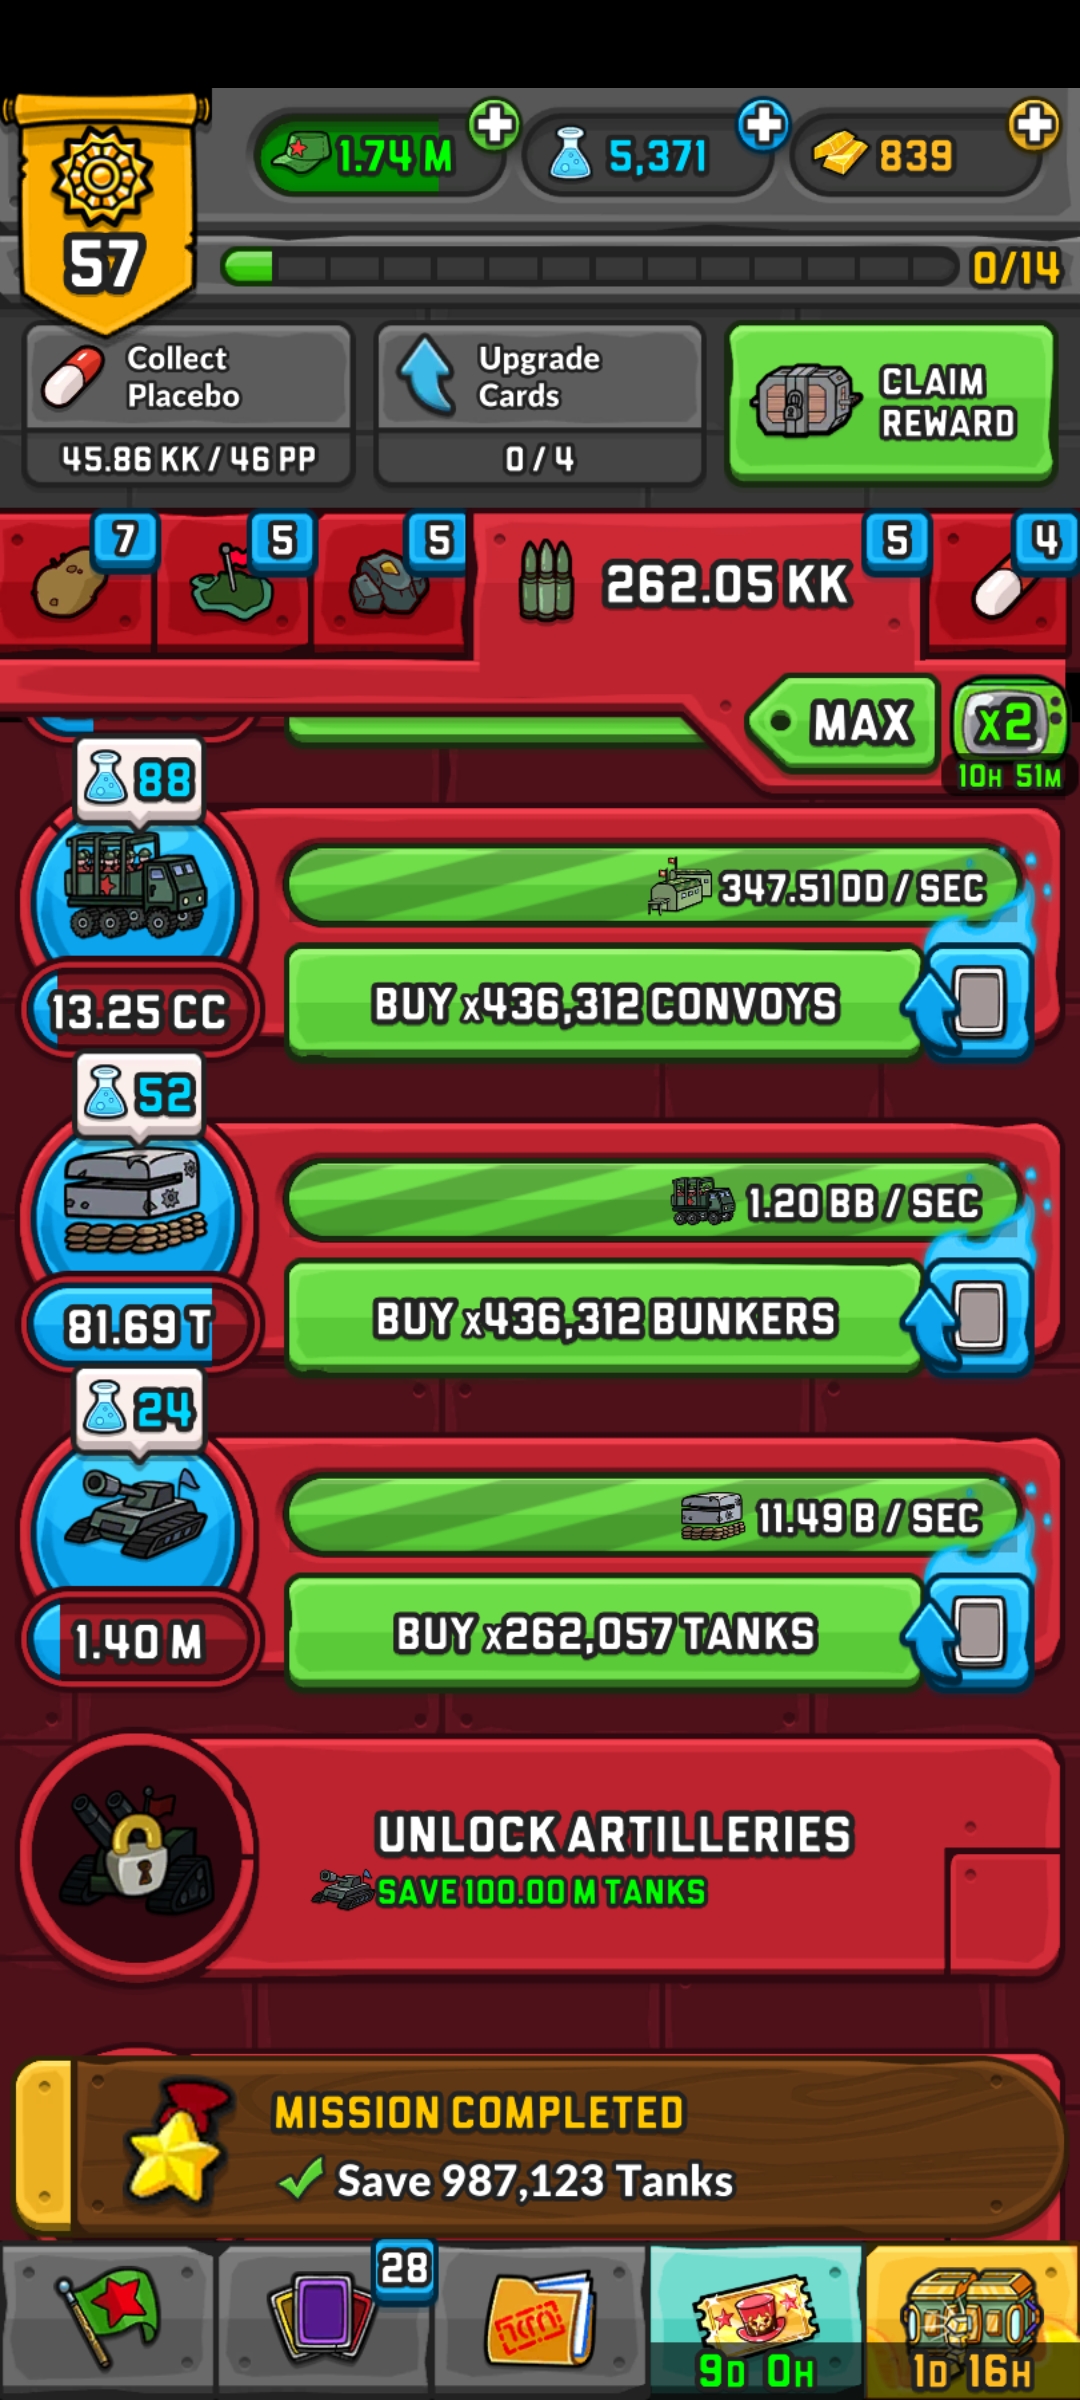 57
1.74 M
5,371
839
0/14
Collect
Placebo
45.86 KK / 46 PP
Upgrade
Cards
0 / 4
CLAIM
REWARD
7
5
5
262.05 KK
5
4
MAX
x2
10H 51M
88
347.51 DD / SEC
13.25 CC
BUY x436,312 CONVOYS
52
1.20 BB / SEC
81.69 T
BUY x436,312 BUNKERS
24
11.49 B / SEC
1.40 M
BUY x262,057 TANKS
UNLOCK ARTILLERIES
SAVE 100.00 M TANKS
MISSION COMPLETED
Save 987,123 Tanks
28
9D 0H
1D 16H